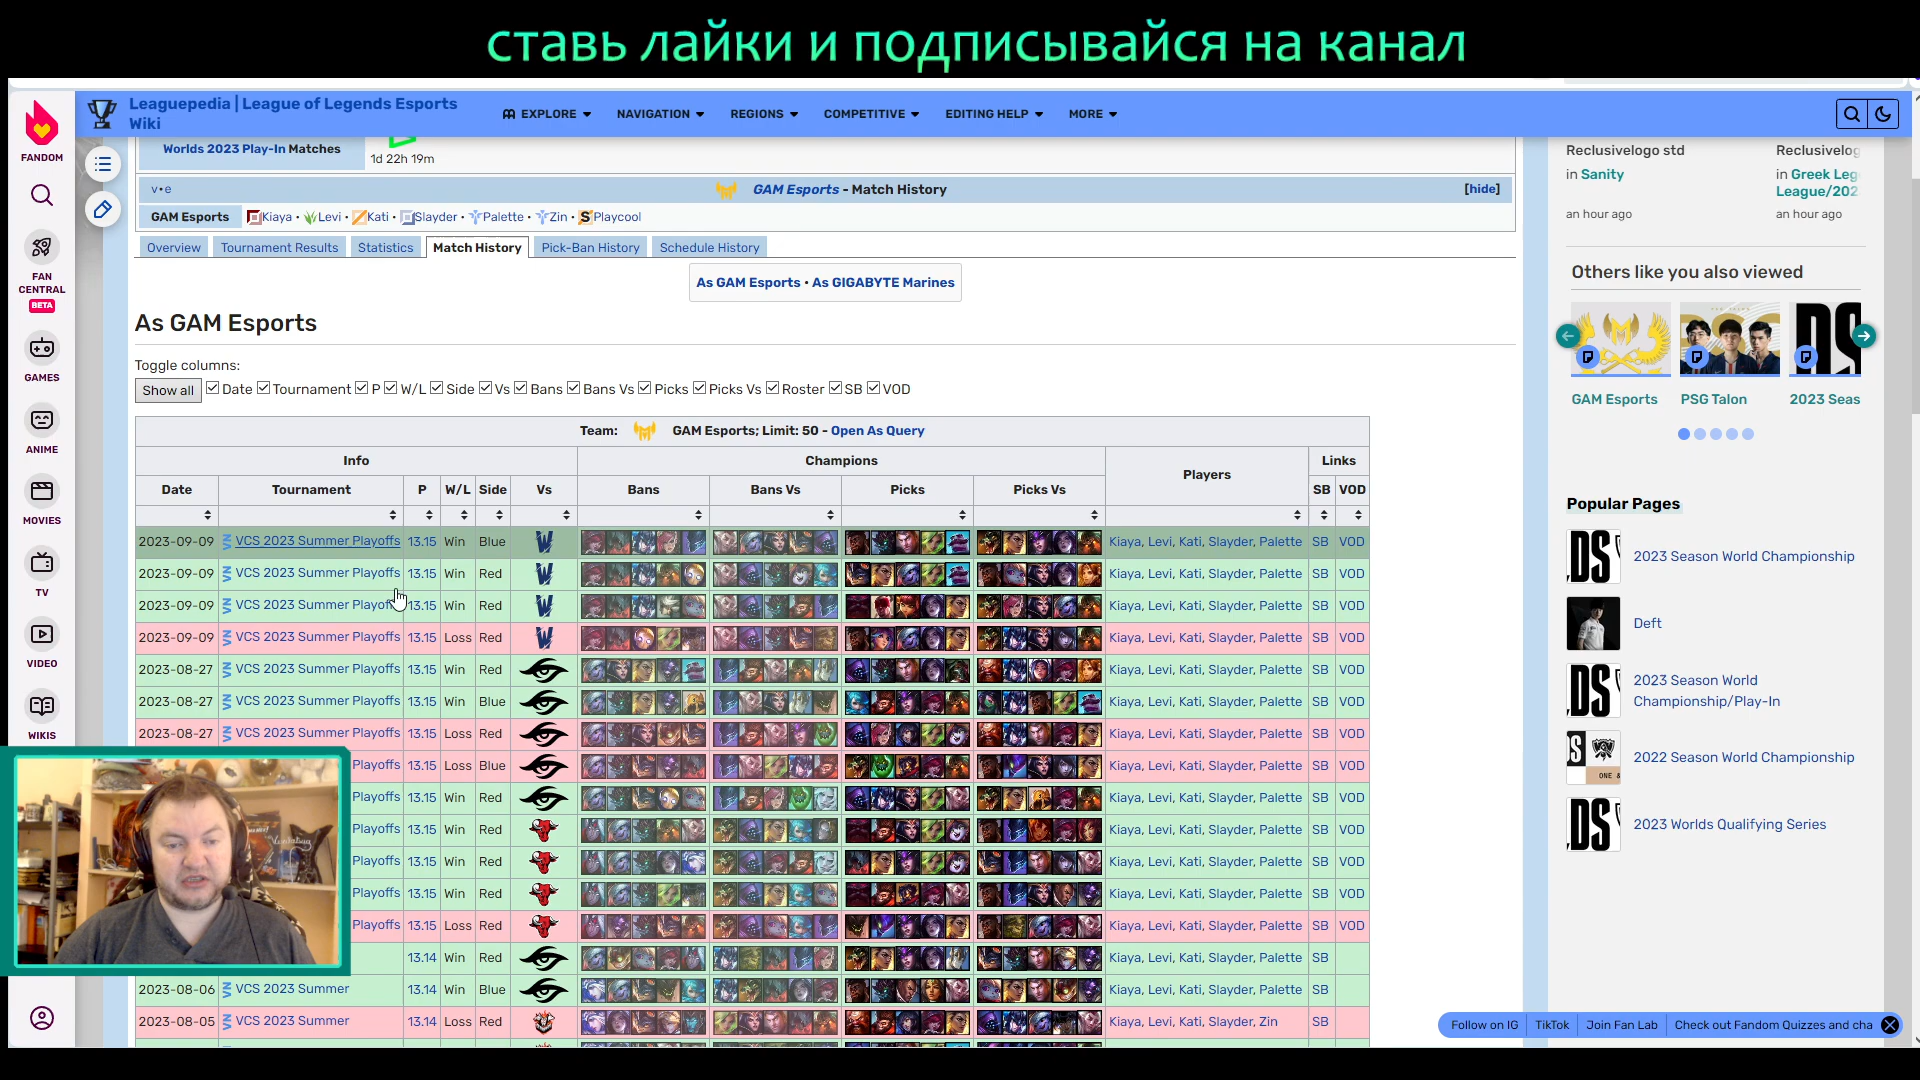 ставь лайки и подписывайся на канал
Leaguepedia | League of Legends Esports
Wiki
EXPLORE
NAVIGATION
REGIONS
COMPETITIVE
EDITING HELP
MORE
FANDOM
FAN
CENTRAL
BETA
GAMES
ANIME
MOVIES
TV
VIDEO
WIKIS
Worlds 2023 Play-In Matches
1d 22h 19m
v•e
GAM Esports - Match History
[hide]
GAM Esports
Kiaya • Levi • Kati • Slayder • Palette • Zin • Playcool
Overview
Tournament Results
Statistics
Match History
Pick-Ban History
Schedule History
As GAM Esports • As GIGABYTE Marines
As GAM Esports
Toggle columns:
Show all Date Tournament P W/L Side Vs Bans Bans Vs Picks Picks Vs Roster SB VOD
Team: GAM Esports; Limit: 50 - Open As Query
Info Champions Players Links
Date Tournament P W/L Side Vs Bans Bans Vs Picks Picks Vs SB VOD
2023-09-09 VCS 2023 Summer Playoffs 13.15 Win Blue Kiaya, Levi, Kati, Slayder, Palette SB VOD
2023-09-09 VCS 2023 Summer Playoffs 13.15 Win Red Kiaya, Levi, Kati, Slayder, Palette SB VOD
2023-09-09 VCS 2023 Summer 13.15 Win Red Kiaya, Levi, Kati, Slayder, Palette SB VOD
2023-09-09 VCS 2023 Summer Playoffs 13.15 Loss Red Kiaya, Levi, Kati, Slayder, Palette SB VOD
2023-08-27 VCS 2023 Summer Playoffs 13.15 Win Red Kiaya, Levi, Kati, Slayder, Palette SB VOD
2023-08-27 VCS 2023 Summer Playoffs 13.15 Win Blue Kiaya, Levi, Kati, Slayder, Palette SB VOD
2023-08-27 VCS 2023 Summer Playoffs 13.15 Loss Red Kiaya, Levi, Kati, Slayder, Palette SB VOD
Playoffs 13.15 Loss Blue Kiaya, Levi, Kati, Slayder, Palette SB VOD
Playoffs 13.15 Win Red Kiaya, Levi, Kati, Slayder, Palette SB VOD
Playoffs 13.15 Win Red Kiaya, Levi, Kati, Slayder, Palette SB VOD
Playoffs 13.15 Win Red Kiaya, Levi, Kati, Slayder, Palette SB VOD
Playoffs 13.15 Win Red Kiaya, Levi, Kati, Slayder, Palette SB VOD
Playoffs 13.15 Loss Red Kiaya, Levi, Kati, Slayder, Palette SB VOD
13.14 Win Red Kiaya, Levi, Kati, Slayder, Palette SB
2023-08-06 VCS 2023 Summer 13.14 Win Blue Kiaya, Levi, Kati, Slayder, Palette SB
2023-08-05 VCS 2023 Summer 13.14 Loss Red Kiaya, Levi, Kati, Slayder, Zin SB
Reclusivelogo std
in Sanity
an hour ago
Reclusivelog
in Greek Leg
League/202
an hour ago
Others like you also viewed
GAM Esports
PSG Talon
2023 Seas
Popular Pages
2023 Season World Championship
Deft
2023 Season World
Championship/Play-In
2022 Season World Championship
2023 Worlds Qualifying Series
Follow on IG
TikTok
Join Fan Lab
Check out Fandom Quizzes and cha